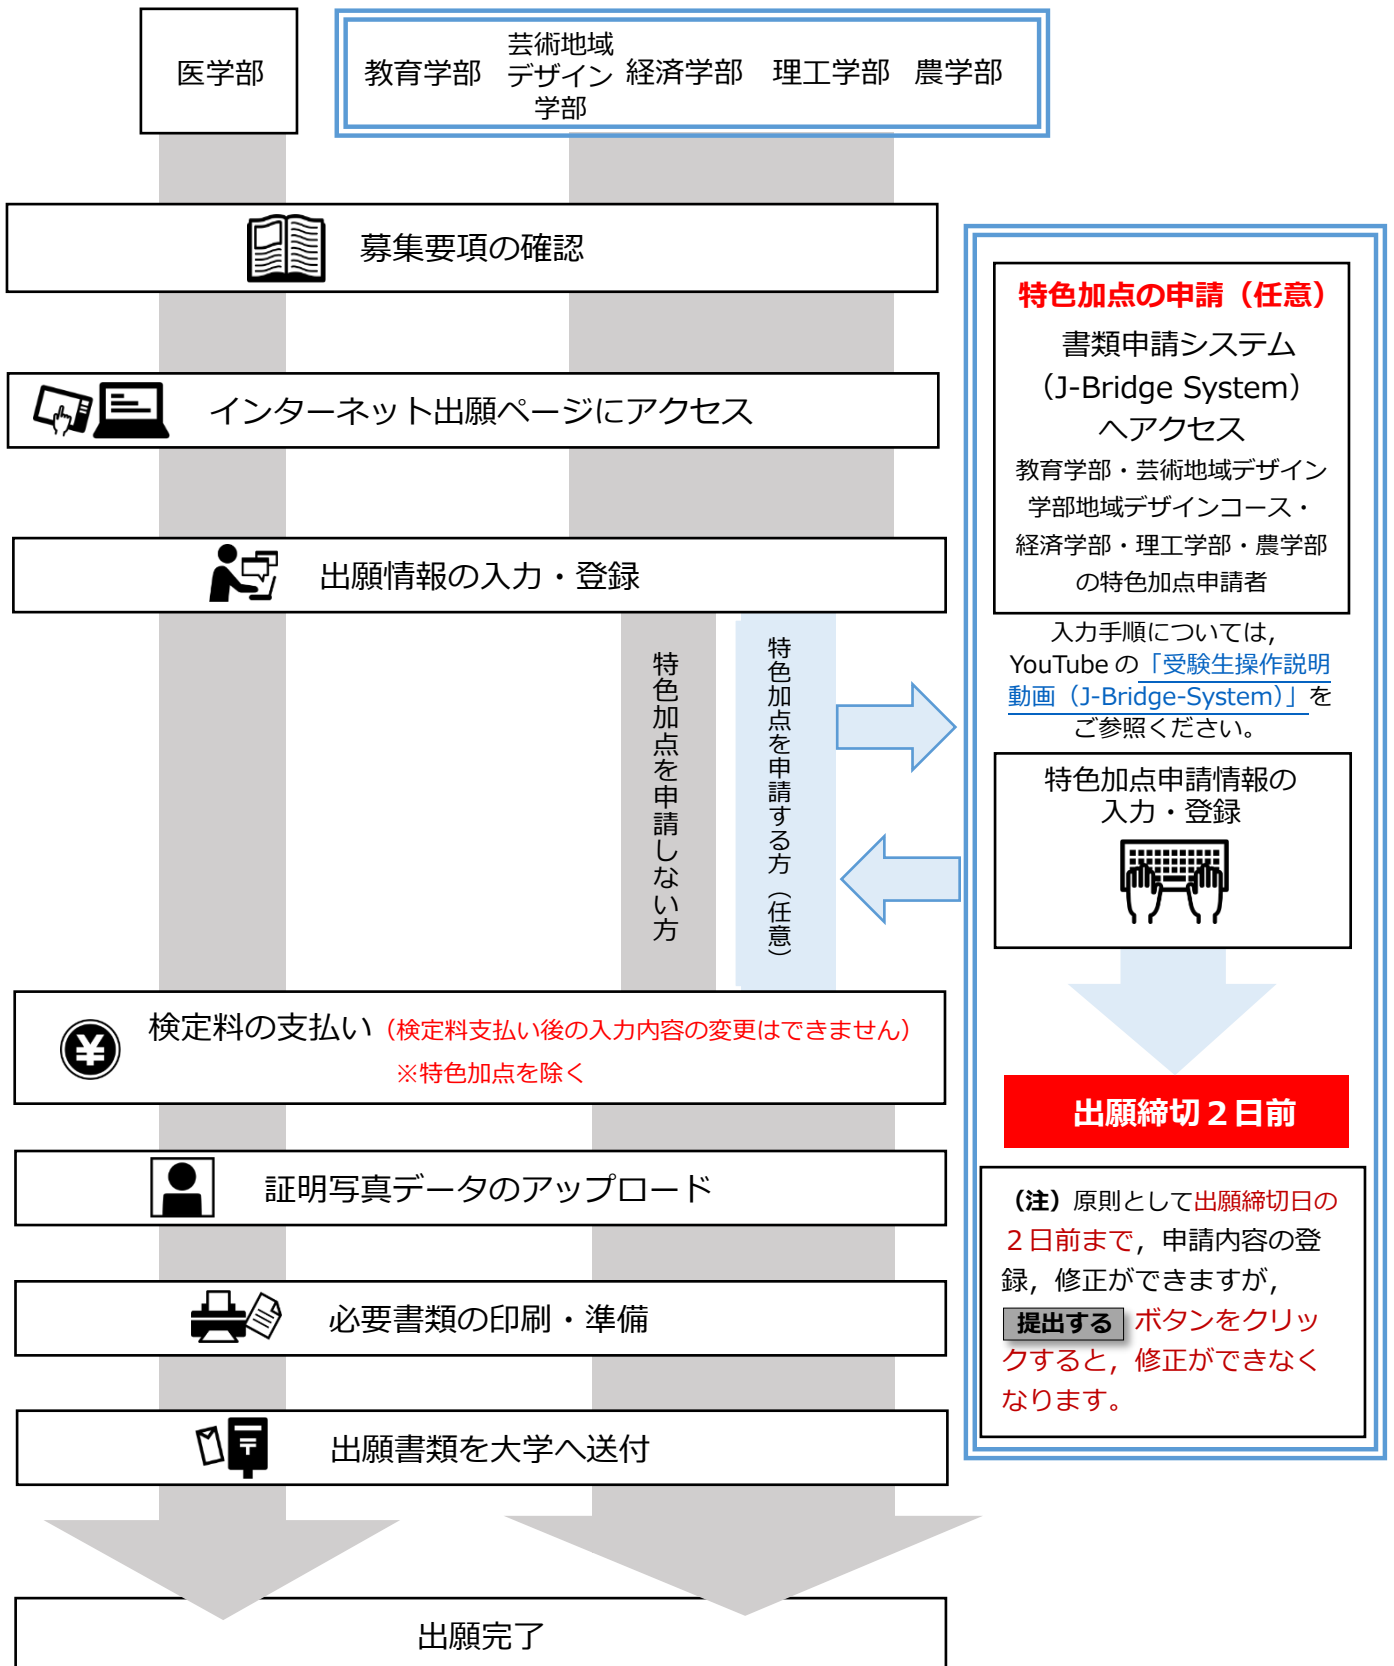 医学部
教育学部
芸術地域
デザイン
学部
経済学部
理工学部
農学部
募集要項の確認
インターネット出願ページにアクセス
出願情報の入力・登録
特色加点を申請しない方
特色加点を申請する方（任意）
特色加点の申請（任意）
書類申請システム
（J-Bridge System）
へアクセス
教育学部・芸術地域デザイン
学部地域デザインコース・
経済学部・理工学部・農学部
の特色加点申請者
入力手順については，
YouTube の「受験生操作説明
動画（J-Bridge-System）」を
ご参照ください。
特色加点申請情報の
入力・登録
出願締切２日前
（注）原則として出願締切日の
２日前まで，申請内容の登
録，修正ができますが，
提出する ボタンをクリッ
クすると，修正ができなく
なります。
¥
検定料の支払い（検定料支払い後の入力内容の変更はできません）
※特色加点を除く
証明写真データのアップロード
必要書類の印刷・準備
〒
出願書類を大学へ送付
出願完了